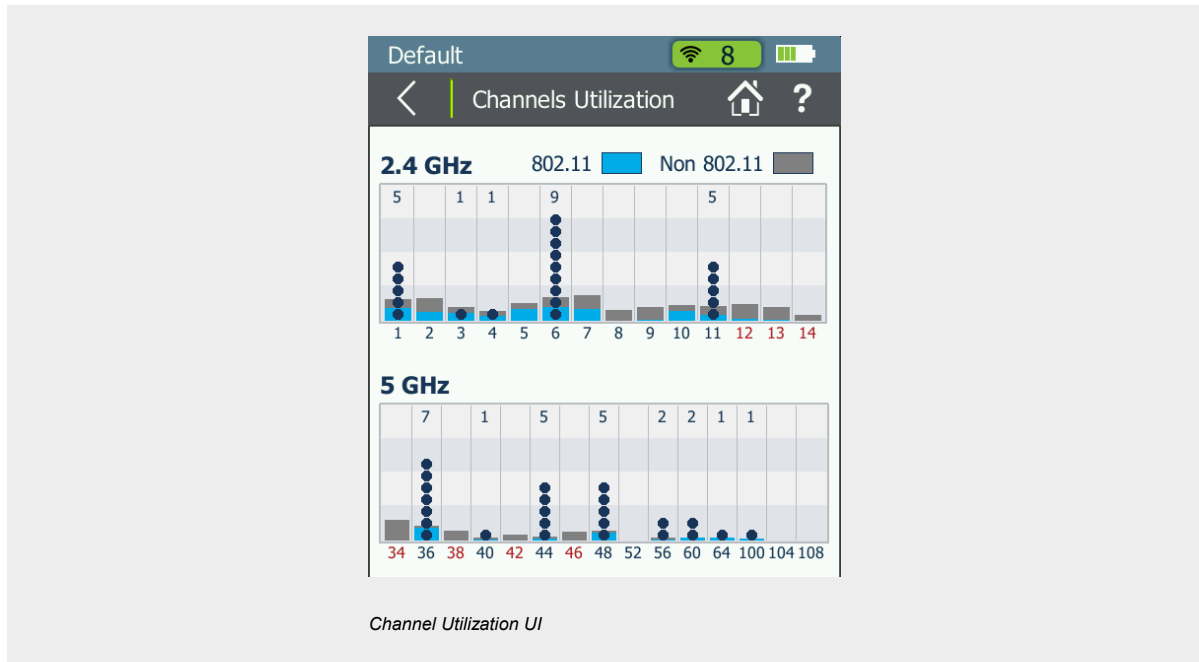 Default 8
Channels Utilization ?
2.4 GHz 802.11 Non 802.11
5 1 1 9 5
1 2 3 4 5 6 7 8 9 10 11 12 13 14
5 GHz
7 1 5 5 2 2 1 1
34 36 38 40 42 44 46 48 52 56 60 64 100 104 108
Channel Utilization UI